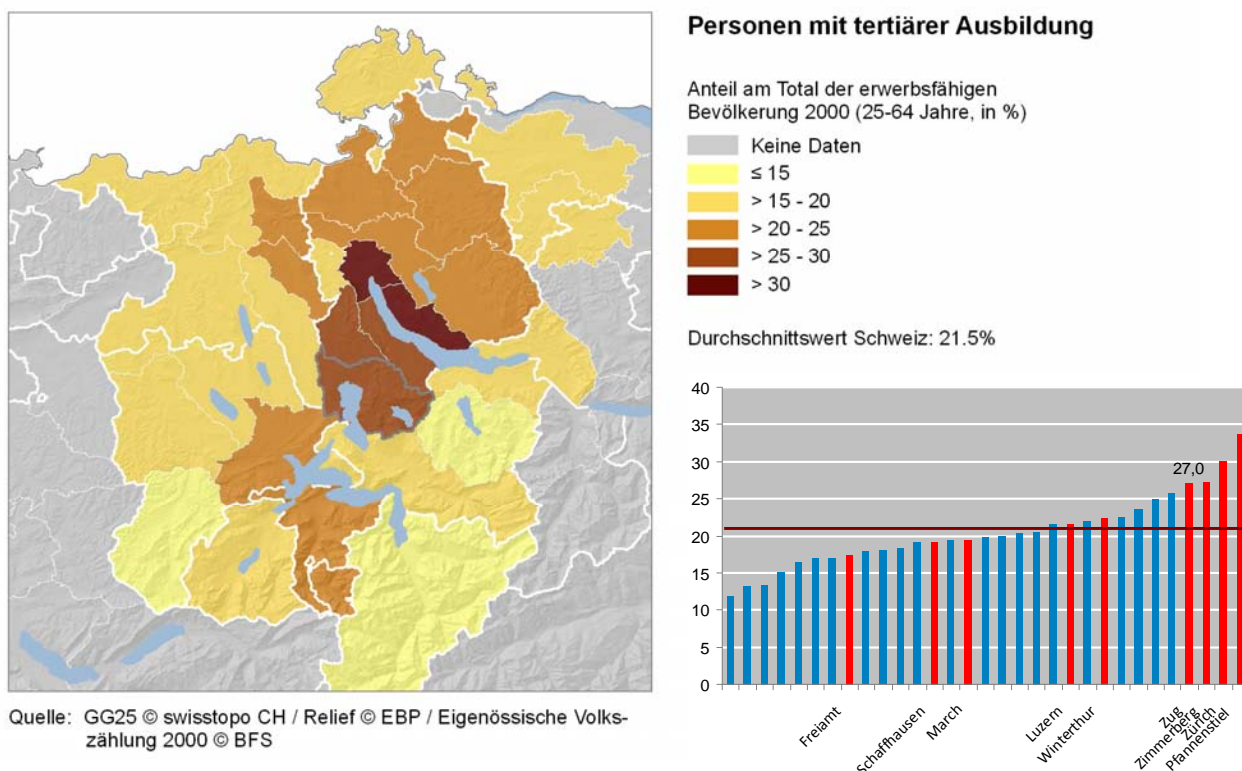 Personen mit tertiärer Ausbildung
Anteil am Total der erwerbsfähigen
Bevölkerung 2000 (25-64 Jahre, in %)
Keine Daten
≤ 15
> 15 - 20
> 20 - 25
> 25 - 30
> 30
Durchschnittswert Schweiz: 21.5%
40
35
30
25
20
15
10
5
0
27,0
Freiamt
Schaffhausen
March
Luzern
Winterthur
Zug
Zimmerberg
Zürich
Pfannenstiel
Quelle: GG25 © swisstopo CH / Relief © EBP / Eigenössische Volks-
zählung 2000 © BFS